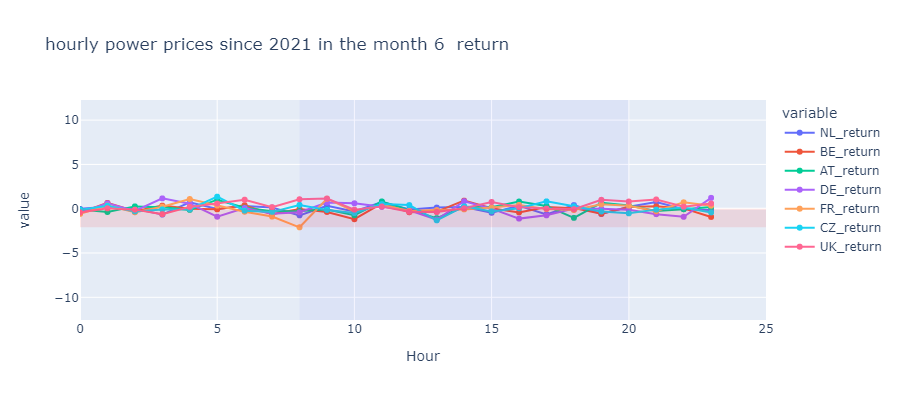 hourly power prices since 2021 in the month 6  return
variable
NL_return
BE_return
AT_return
DE_return
FR_return
CZ_return
UK_return
value
10
5
0
−5
−10
0
5
10
15
20
25
Hour